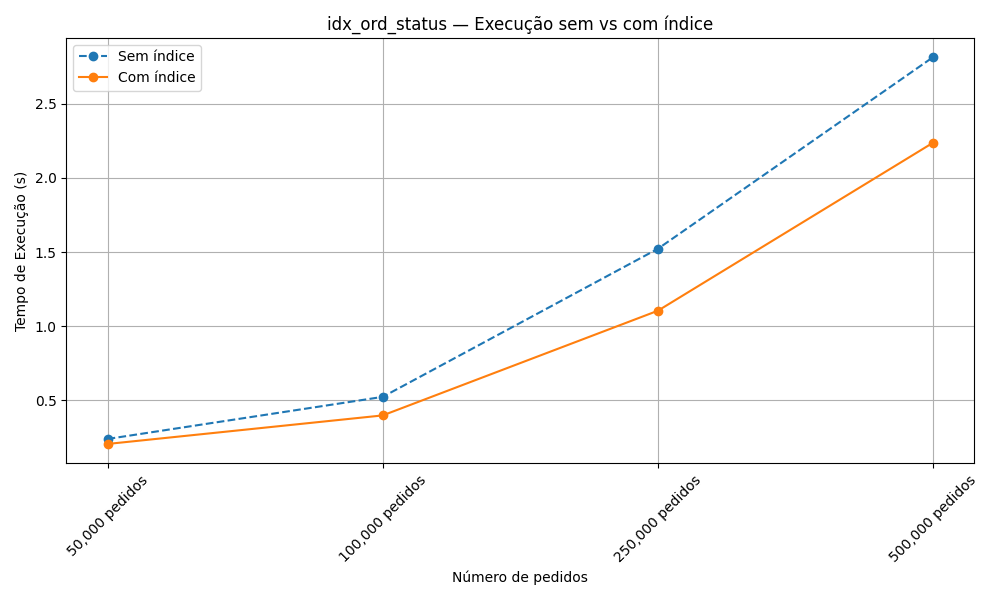 idx_ord_status — Execução sem vs com índice
Sem índice
Com índice
Tempo de Execução (s)
2.5
2.0
1.5
1.0
0.5
50,000 pedidos
100,000 pedidos
250,000 pedidos
500,000 pedidos
Número de pedidos